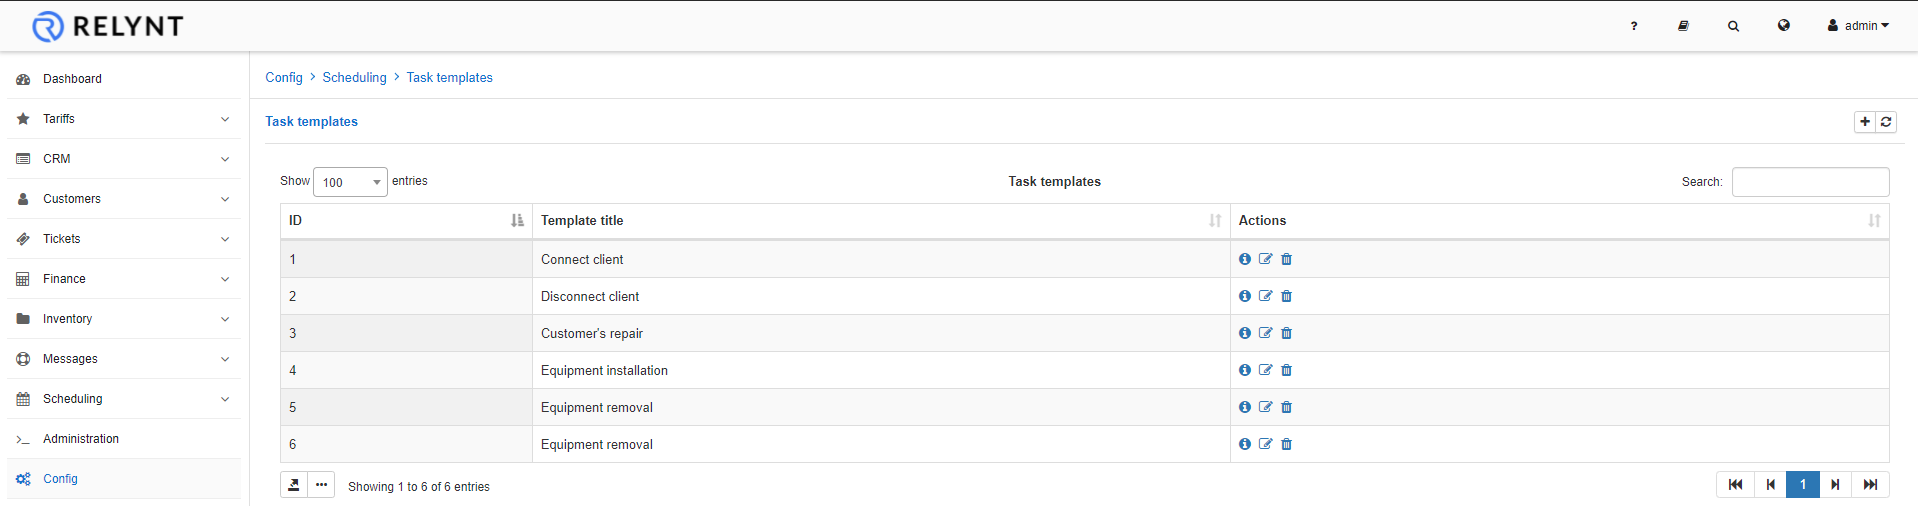 RELYNT
? admin
Dashboard
Tariffs
CRM
Customers
Tickets
Finance
Inventory
Messages
Scheduling
Administration
Config
Config > Scheduling > Task templates
Task templates
Show 100 entries
Task templates
Search:
ID Template title Actions
1 Connect client
2 Disconnect client
3 Customer's repair
4 Equipment installation
5 Equipment removal
6 Equipment removal
Showing 1 to 6 of 6 entries
1